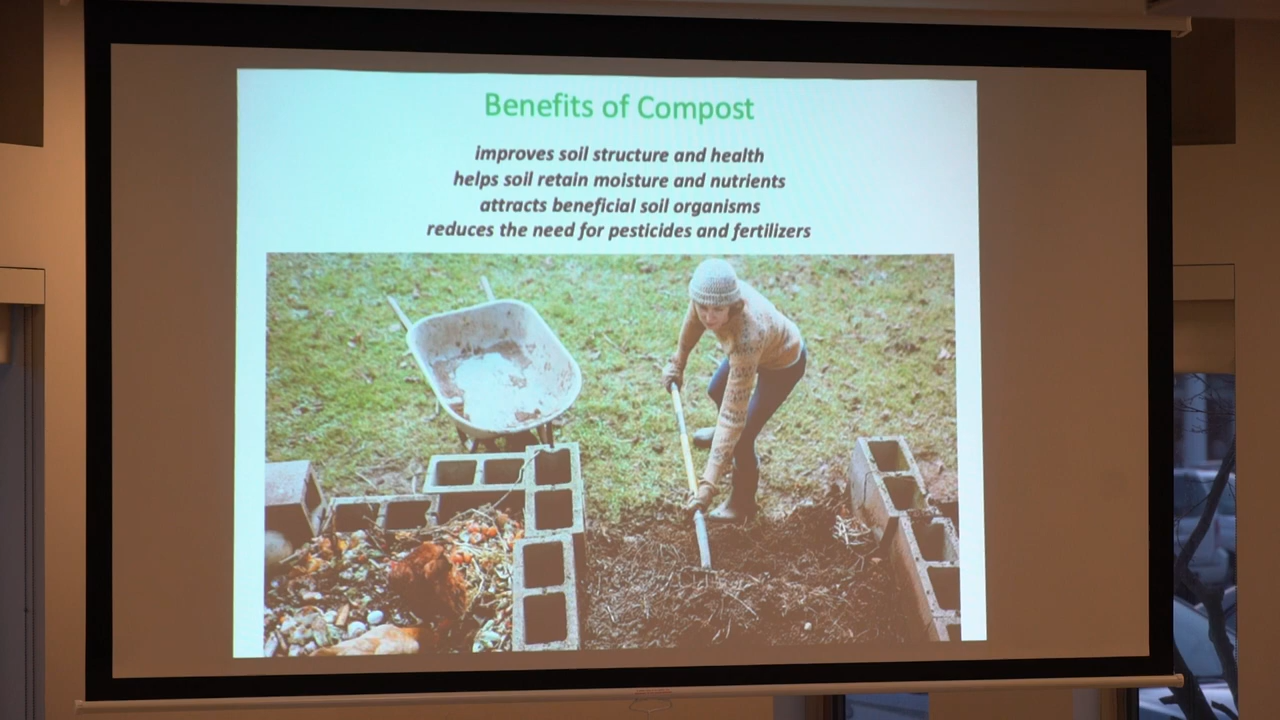 Benefits of Compost
improves soil structure and health
helps soil retain moisture and nutrients
attracts beneficial soil organisms
reduces the need for pesticides and fertilizers